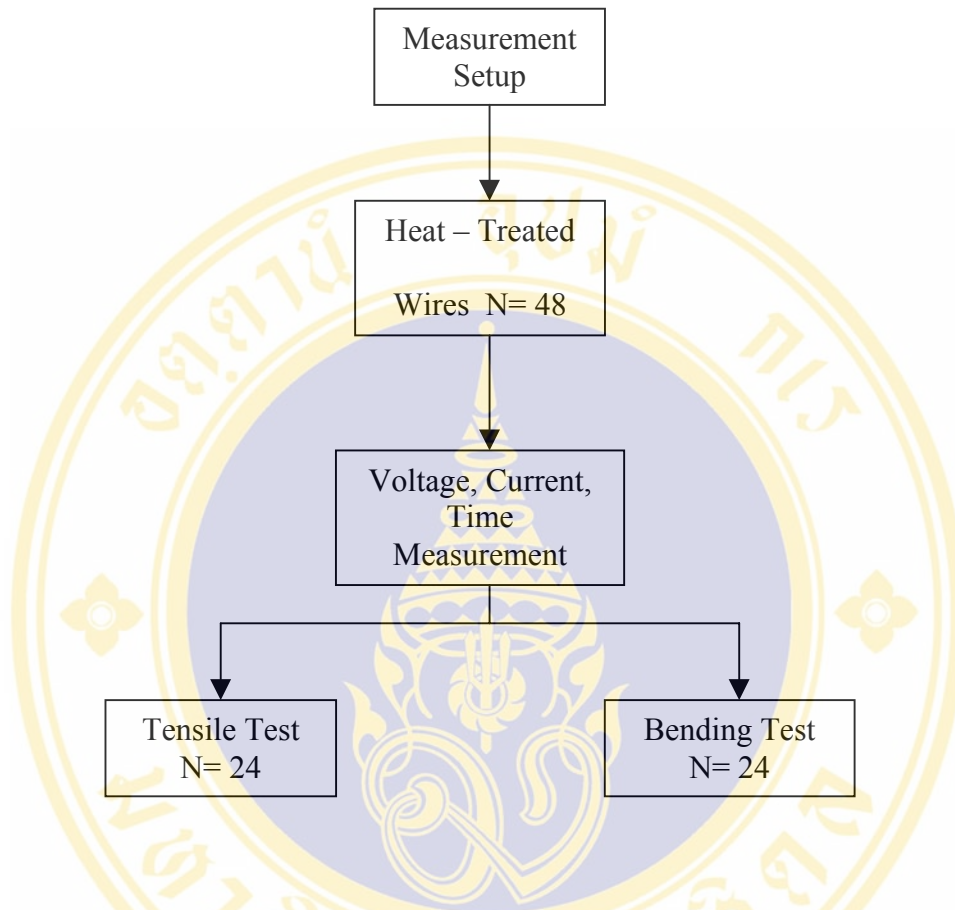 Measurement
Setup
Heat – Treated
Wires N= 48
Voltage, Current,
Time
Measurement
Tensile Test
N= 24
Bending Test
N= 24